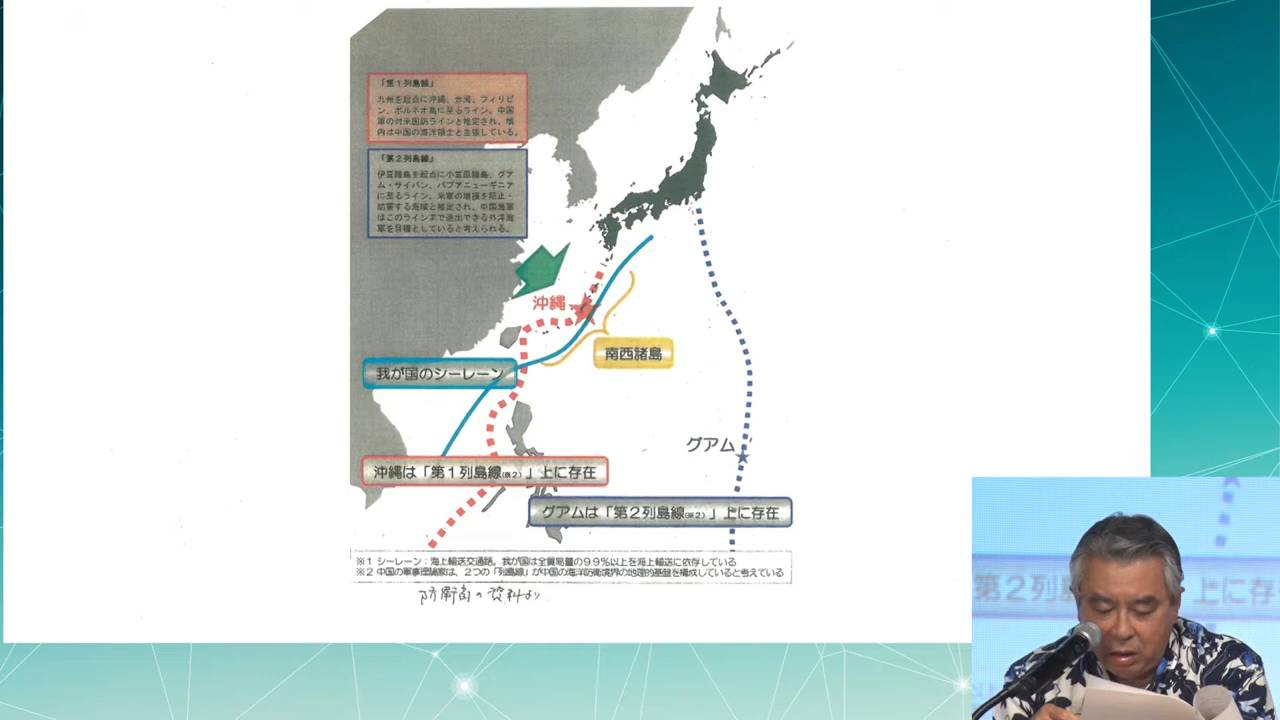 「第1列島線」
九州を起点に沖縄、台湾、フィリピ
ン、ボルネオ島に至るライン。中国
軍の対米国防ラインと推定され、域
内は中国の海洋領土と主張している。
「第2列島線」
伊豆諸島を起点に小笠原諸島、グア
ム・サイパン、パプアニューギニア
に至るライン。米軍の増援を阻止・
妨害する海域と推定され、中国海軍
はこのラインまで進出できる外洋海
軍を目標としていると考えられる。
沖縄
南西諸島
我が国のシーレーン
グアム
沖縄は「第1列島線(※2)」上に存在
グアムは「第2列島線(※2)」上に存在
※1 シーレーン：海上輸送交通路。我が国は全貿易量の99%以上を海上輸送に依存している
※2 中国の軍事理論家は、2つの「列島線」が中国の海洋防衛境界の地理的基盤を構成していると考えている
防衛局の資料より
第2列島
上に存